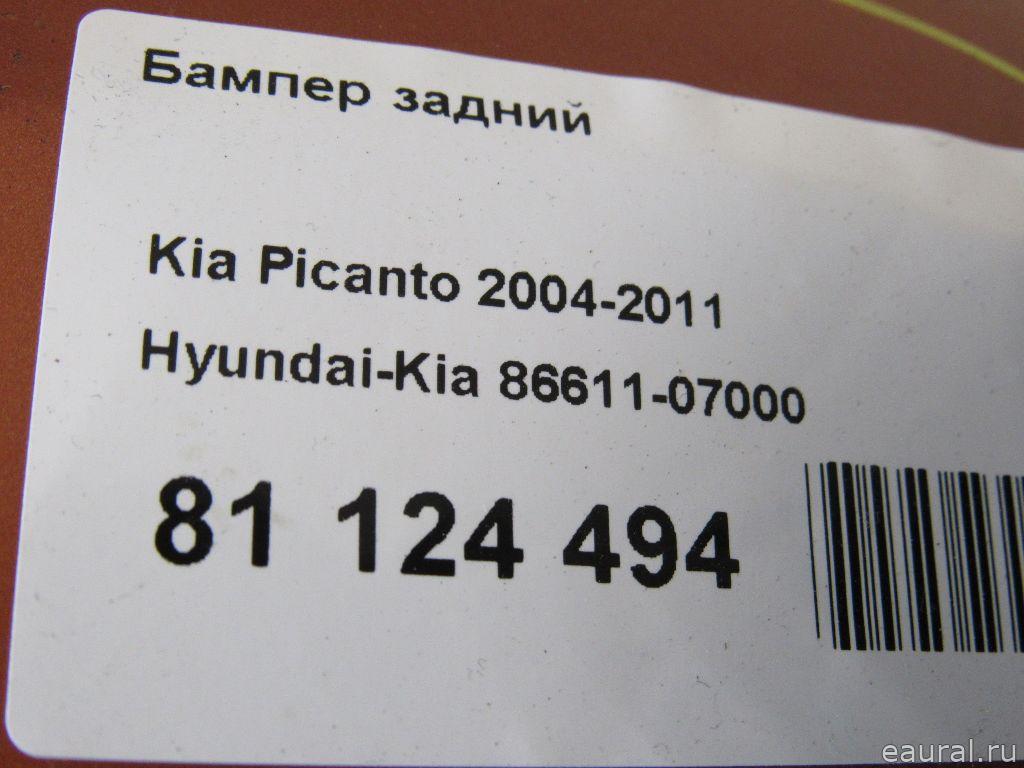 Бампер задний
Kia Picanto 2004-2011
Hyundai-Kia 86611-07000
81 124 494
eaural.ru